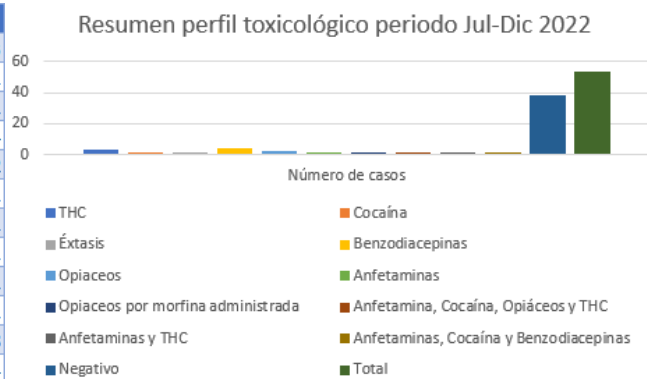 Resumen perfil toxicológico periodo Jul-Dic 2022
60
40
20
0
Número de casos
THC
Cocaína
Éxtasis
Benzodiacepinas
Opiaceos
Anfetaminas
Opiaceos por morfina administrada
Anfetamina, Cocaína, Opiáceos y THC
Anfetaminas y THC
Anfetaminas, Cocaína y Benzodiacepinas
Negativo
Total